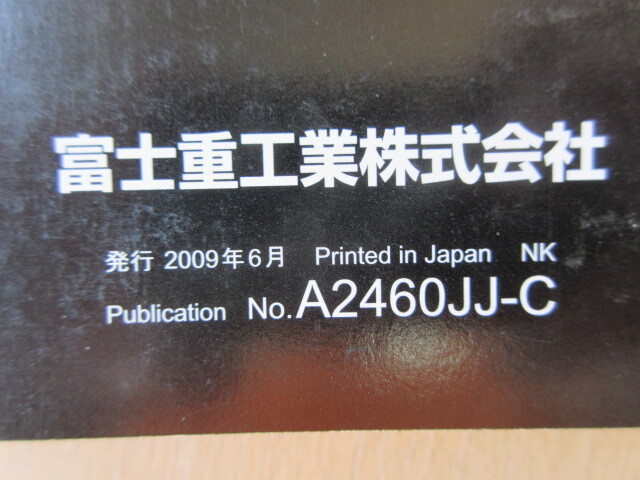 富士重工業株式会社
発行 2009年6月 Printed in Japan NK
Publication No.A2460JJ-C